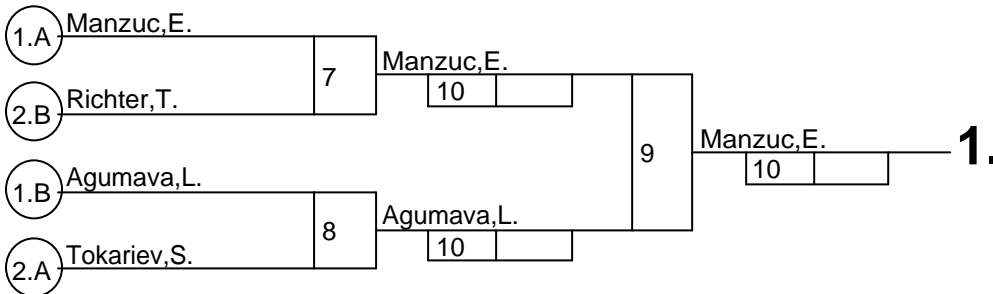 1.A Manzuc,E.
7
Manzuc,E.
10
2.B Richter,T.
9
Manzuc,E.
10
1.
1.B Agumava,L.
8
Agumava,L.
10
2.A Tokariev,S.